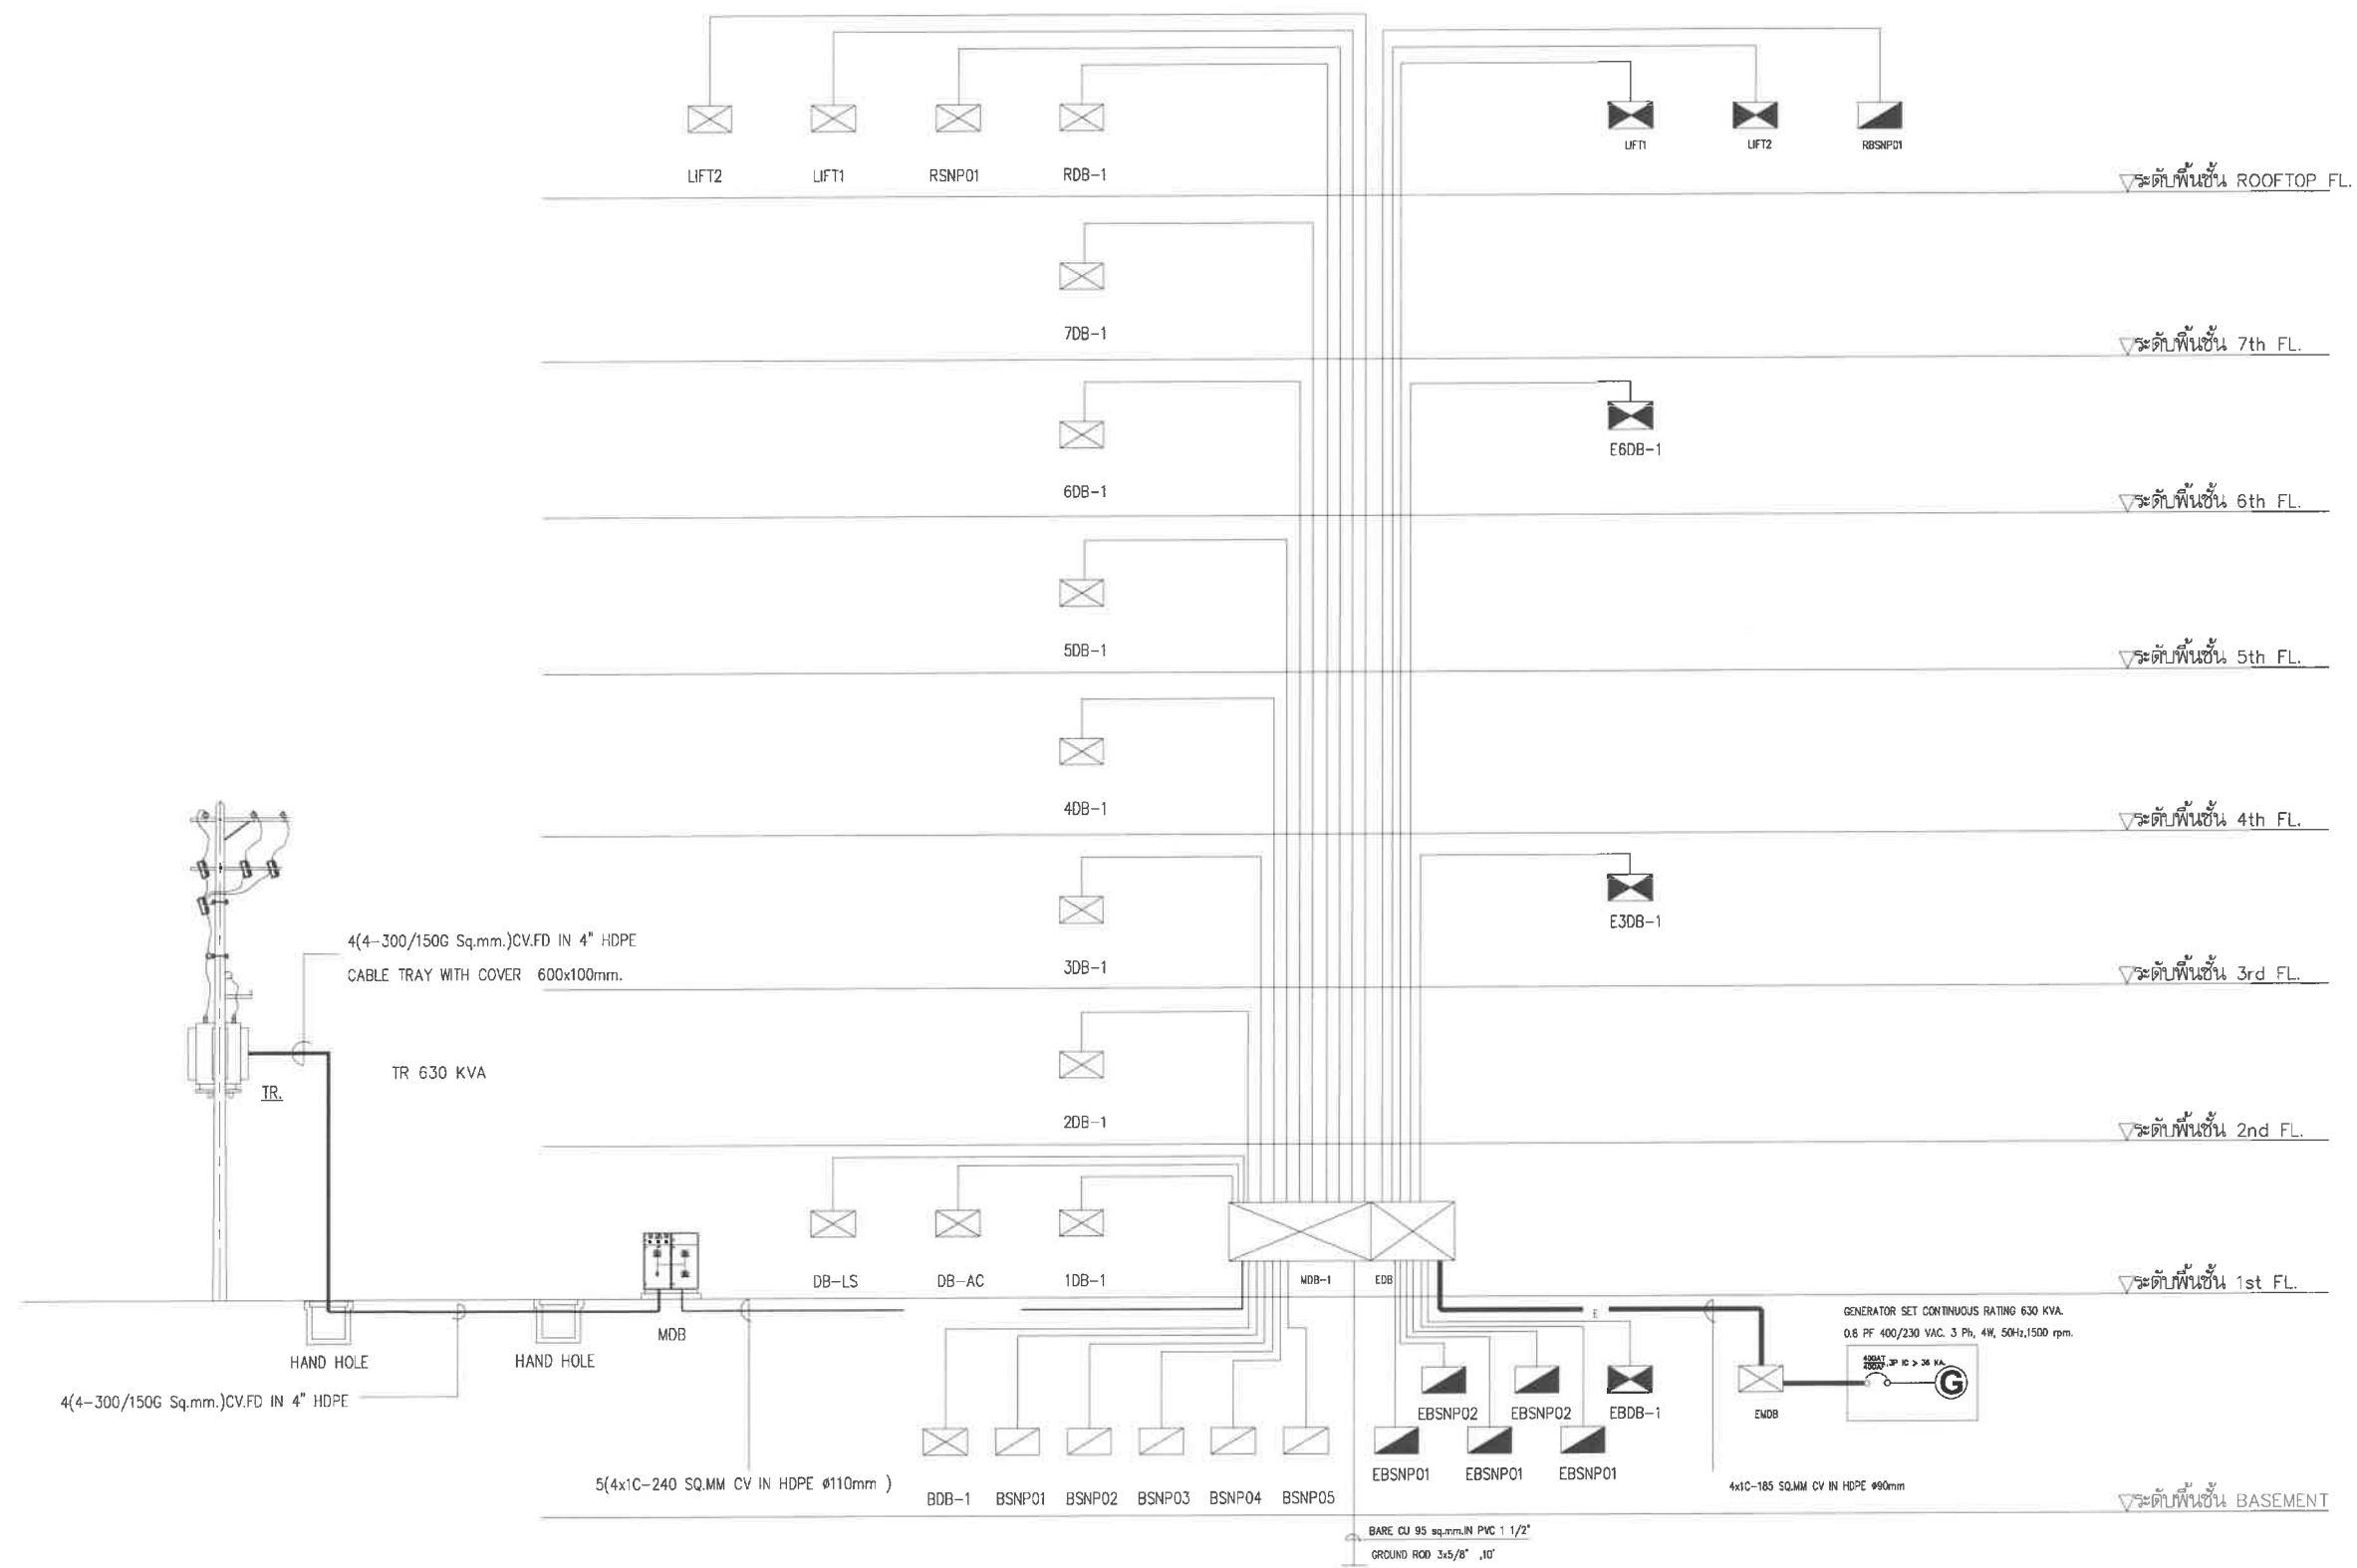 LIFT2
LIFT1
RSNP01
RDB-1
LIFT1
LIFT2
RBSNP01
ระดับพื้นชั้น ROOFTOP FL.
7DB-1
ระดับพื้นชั้น 7th FL.
6DB-1
E6DB-1
ระดับพื้นชั้น 6th FL.
5DB-1
ระดับพื้นชั้น 5th FL.
4DB-1
ระดับพื้นชั้น 4th FL.
4(4-300/150G Sq.mm.)CV.FD IN 4" HDPE
CABLE TRAY WITH COVER 600x100mm.
3DB-1
E3DB-1
ระดับพื้นชั้น 3rd FL.
TR 630 KVA
TR.
2DB-1
ระดับพื้นชั้น 2nd FL.
DB-LS
DB-AC
1DB-1
MDB-1
EDB
ระดับพื้นชั้น 1st FL.
HAND HOLE
HAND HOLE
MDB
E
GENERATOR SET CONTINUOUS RATING 630 KVA.
0.8 PF 400/230 VAC. 3 Ph, 4W, 50Hz,1500 rpm.
400AT
400AF ,3P IC > 36 KA.
G
EMDB
4(4-300/150G Sq.mm.)CV.FD IN 4" HDPE
EBSNP02
EBSNP02
EBDB-1
EBSNP01
EBSNP01
EBSNP01
5(4x1C-240 SQ.MM CV IN HDPE ø110mm )
BDB-1
BSNP01
BSNP02
BSNP03
BSNP04
BSNP05
4x1C-185 SQ.MM CV IN HDPE ø90mm
ระดับพื้นชั้น BASEMENT
BARE CU 95 sq.mm.IN PVC 1 1/2"
GROUND ROD 3x5/8" ,10'